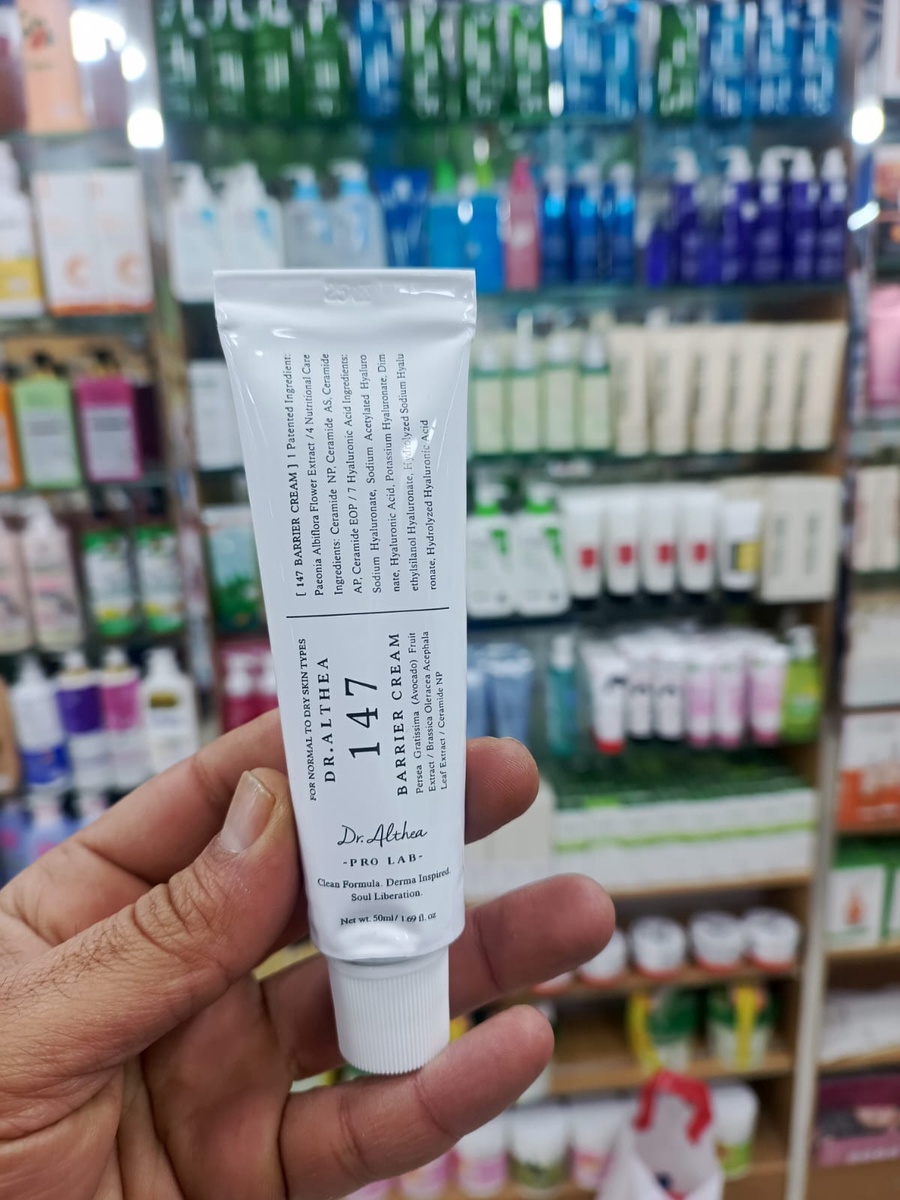 [ 147 BARRIER CREAM ] 1 Patented Ingredient:
Paeonia Albiflora Flower Extract / 4 Nutritional Care
Ingredients: Ceramide NP, Ceramide AS, Ceramide
AP, Ceramide EOP / 7 Hyaluronic Acid Ingredients:
Sodium Hyaluronate, Sodium Acetylated Hyaluro
nate, Hyaluronic Acid, Potassium Hyaluronate, Dim
ethylsilanol Hyaluronate, Hydrolyzed Sodium Hyalu
ronate, Hydrolyzed Hyaluronic Acid
FOR NORMAL TO DRY SKIN TYPES
DR.ALTHEA
147
BARRIER CREAM
Persea Gratissima (Avocado) Fruit
Extract / Brassica Oleracea Acephala
Leaf Extract / Ceramide NP
Dr.Althea
-PRO LAB-
Clean Formula. Derma Inspired.
Soul Liberation.
Net wt. 50ml/ 1.69 fl. oz